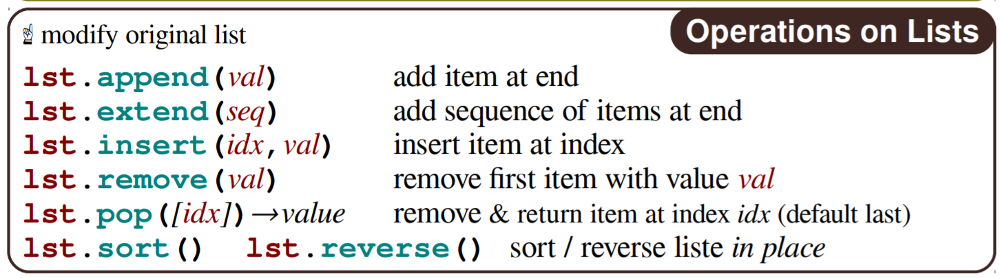 Operations on Lists
☝ modify original list
lst.append(val) add item at end
lst.extend(seq) add sequence of items at end
lst.insert(idx,val) insert item at index
lst.remove(val) remove first item with value val
lst.pop([idx])→value remove & return item at index idx (default last)
lst.sort() lst.reverse() sort / reverse liste in place